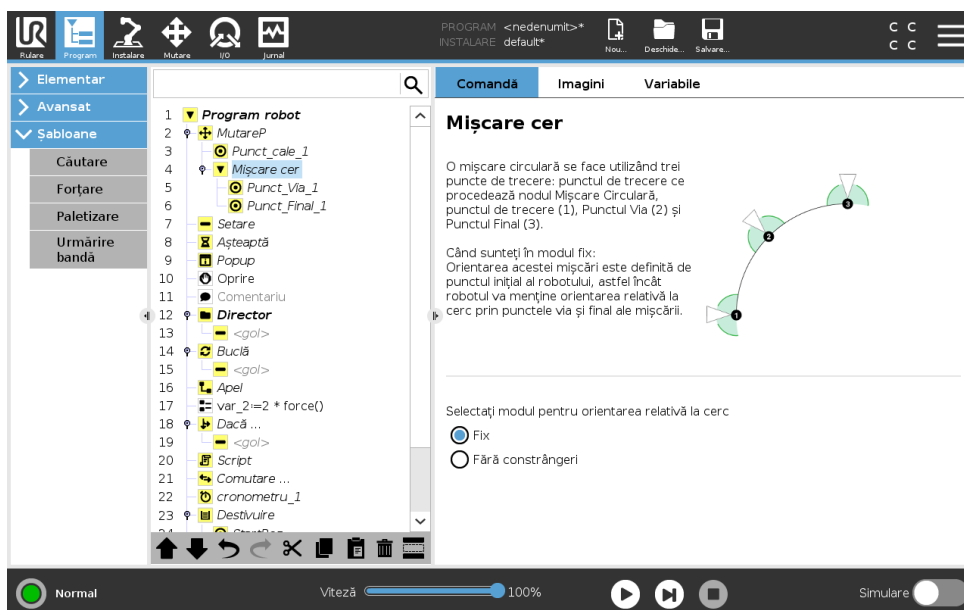 UR
PROGRAM <nedenumit>*
INSTALARE default*
C C
C C
Rulare
Program
Instalare
Mutare
I/O
Jurnal
Nou...
Deschide...
Salvare...
Elementar
Avansat
Șabloane
Căutare
Forțare
Paletizare
Urmărire
bandă
1 Program robot
2 MutareP
3 Punct_cale_1
4 Mișcare cer
5 Punct_Via_1
6 Punct_Final_1
7 Setare
8 Așteaptă
9 Popup
10 Oprire
11 Comentariu
12 Director
13 <gol>
14 Buclă
15 <gol>
16 Apel
17 var_2:=2 * force()
18 Dacă ...
19 <gol>
20 Script
21 Comutare ...
22 cronometru_1
23 Destivuire
Comandă
Imagini
Variabile
Mișcare cer
O mișcare circulară se face utilizând trei
puncte de trecere: punctul de trecere ce
procedează nodul Mișcare Circulară,
punctul de trecere (1), Punctul Via (2) și
Punctul Final (3).
Când sunteți în modul fix:
Orientarea acestei mișcări este definită de
punctul inițial al robotului, astfel încât
robotul va menține orientarea relativă la
cerc prin punctele via și final ale mișcării.
3
2
1
Selectați modul pentru orientarea relativă la cerc
Fix
Fără constrângeri
Normal
Viteză
100%
Simulare